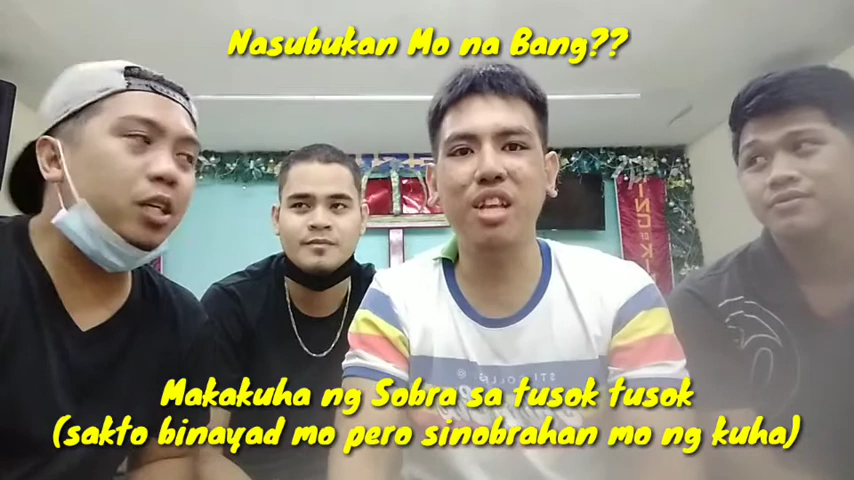 Nasubukan Mo na Bang??
Makakuha ng Sobra sa tusok tusok
(sakto binayad mo pero sinobrahan mo ng kuha)